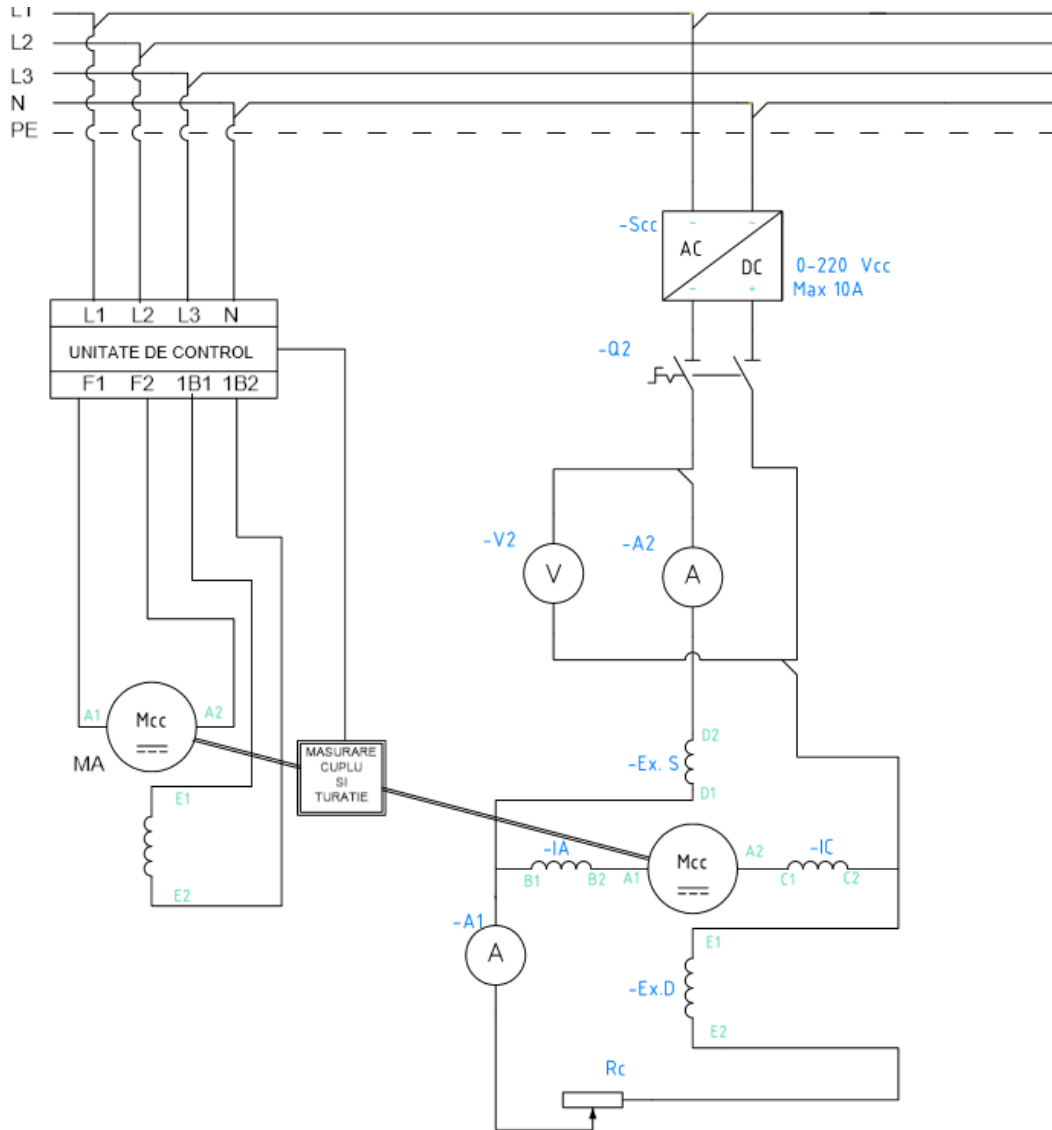 L1
L2
L3
N
PE
-Scc
AC
DC
~ ~
- +
0-220 Vcc
Max 10A
L1 L2 L3 N
UNITATE DE CONTROL
F1 F2 1B1 1B2
-Q2
-V2
V
-A2
A
A1
Mcc
A2
MA
E1
E2
MASURARE
CUPLU
SI
TURATIE
D2
-Ex. S
D1
-IA
B1 B2
A1
Mcc
A2
-IC
C1 C2
-A1
A
E1
-Ex.D
E2
Rc